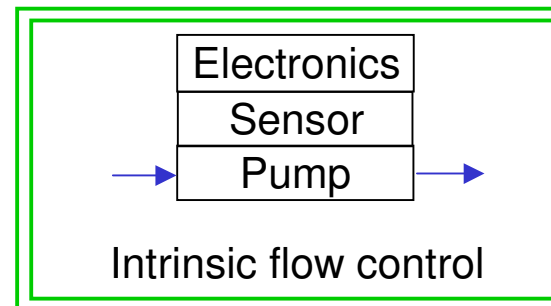 Electronics
Sensor
Pump
Intrinsic flow control